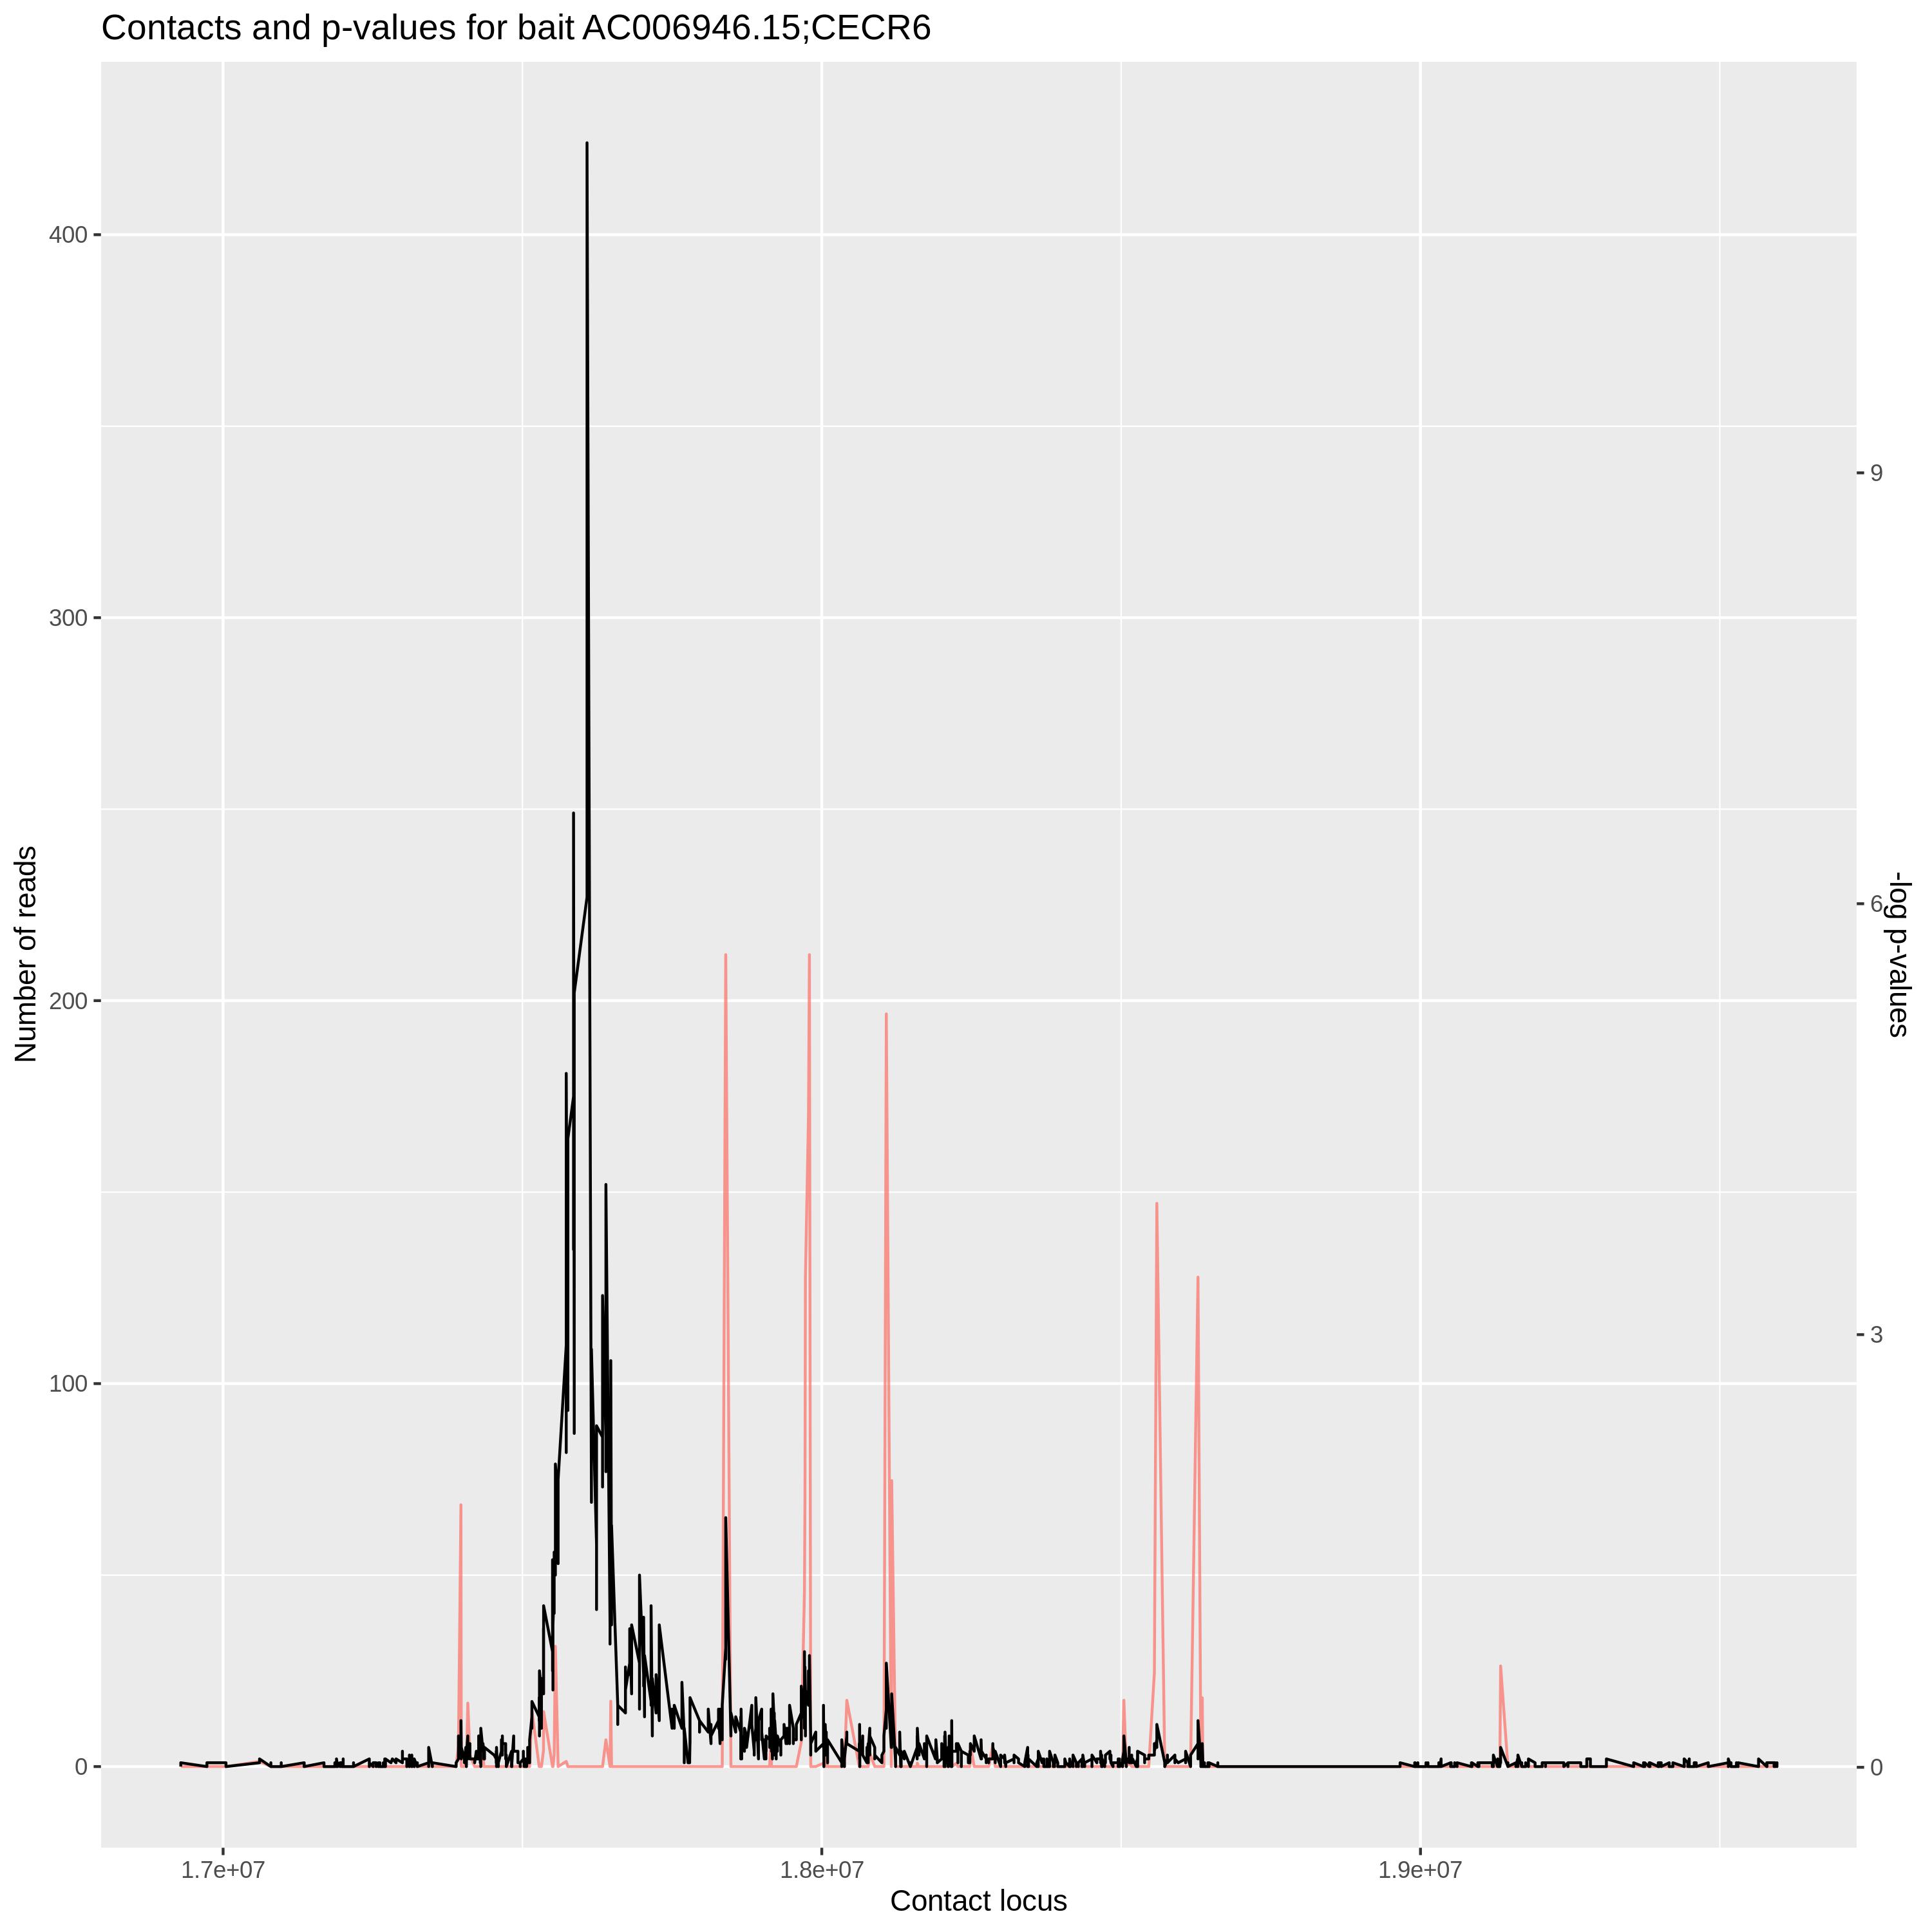 Contacts and p-values for bait AC006946.15;CECR6
Number of reads
400
300
200
100
0
9
6
3
0
-log p-values
1.7e+07
1.8e+07
1.9e+07
Contact locus